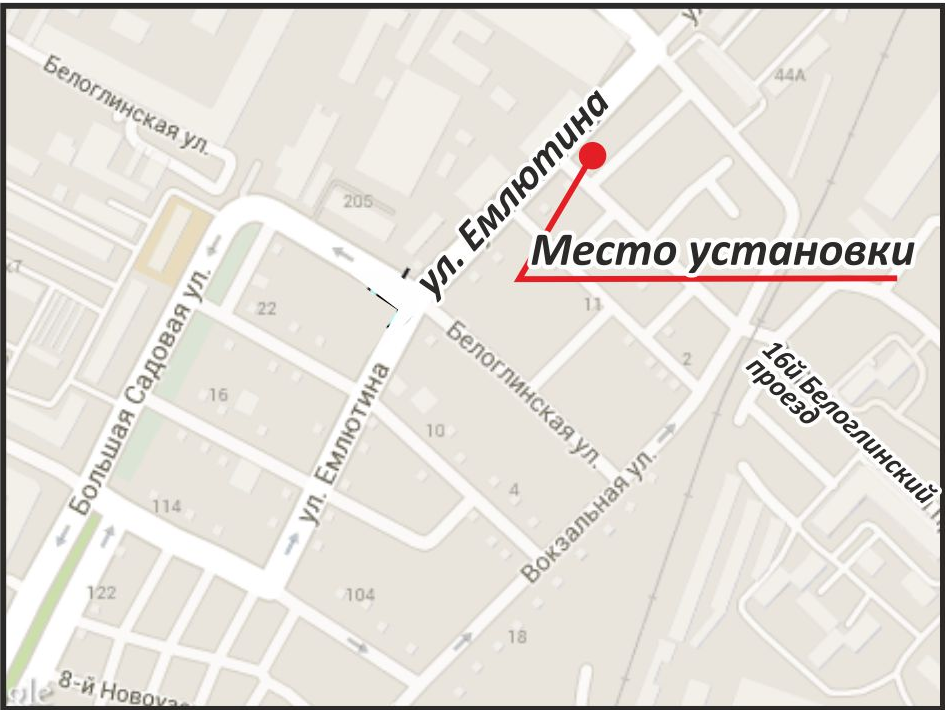 ул. Емлютина
44А
Белоглинская ул.
205
Место установки
к7
22
11
Белоглинская ул.
2
16й Белоглинский
проезд
Большая Садовая ул.
16
ул. Емлютина
10
4
114
Вокзальная ул.
122
104
18
8-й Новоуз